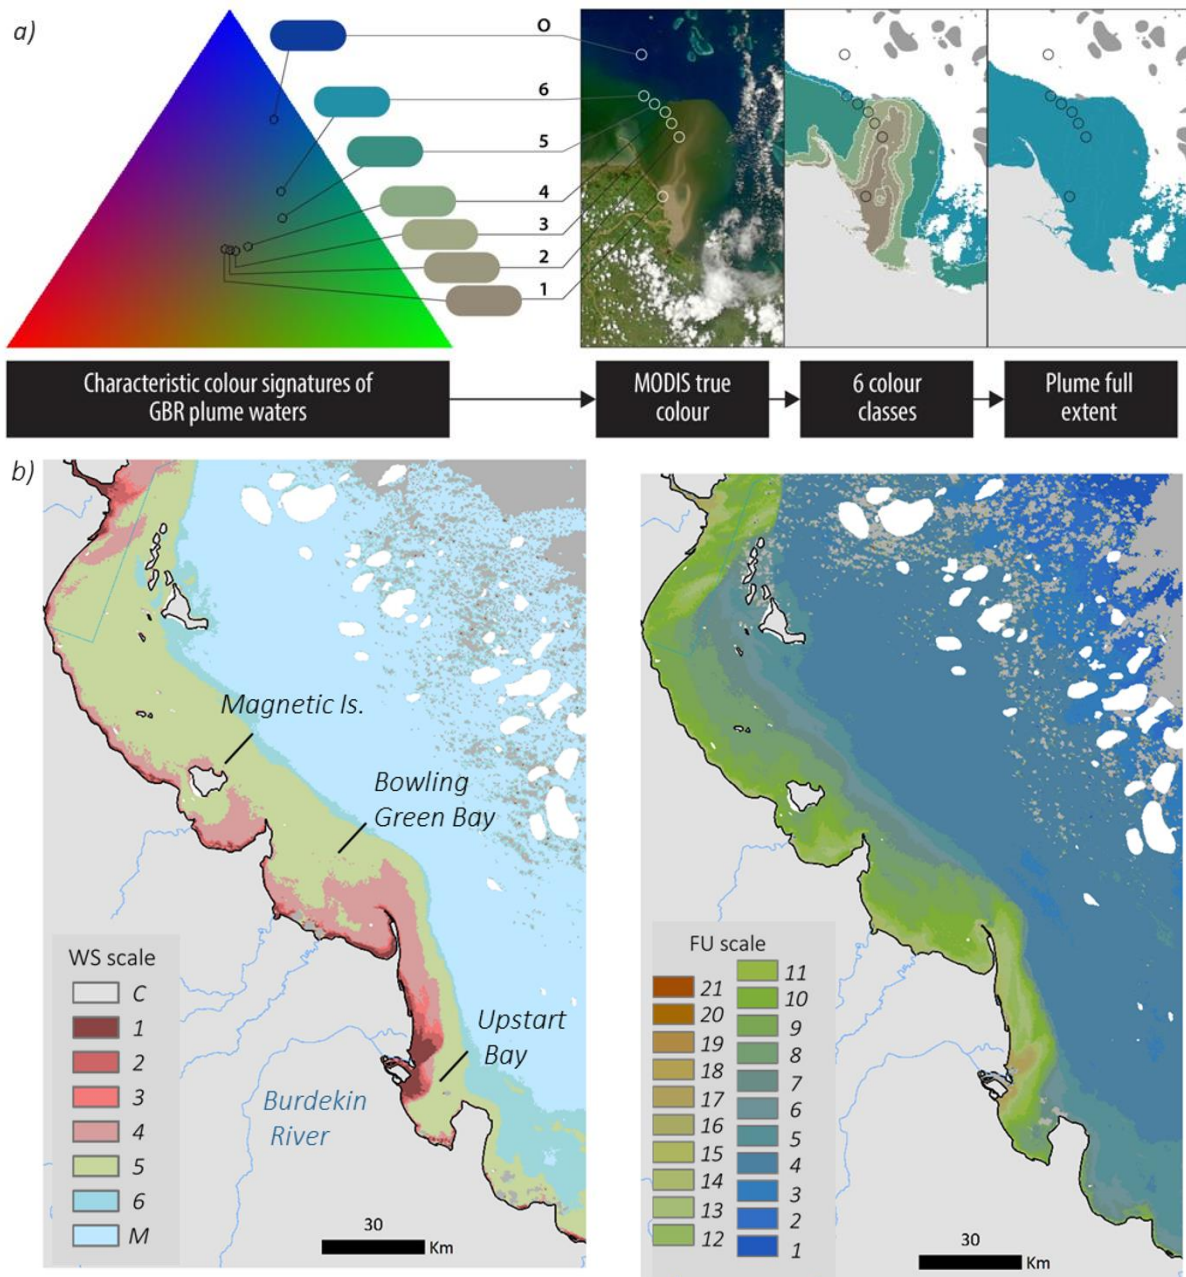 a)
O
6
5
4
3
2
1
Characteristic colour signatures of
GBR plume waters
MODIS true
colour
6 colour
classes
Plume full
extent
b)
Magnetic Is.
Bowling
Green Bay
Upstart
Bay
Burdekin
River
WS scale
C
1
2
3
4
5
6
M
30
Km
FU scale
21
20
19
18
17
16
15
14
13
12
11
10
9
8
7
6
5
4
3
2
1
30
Km